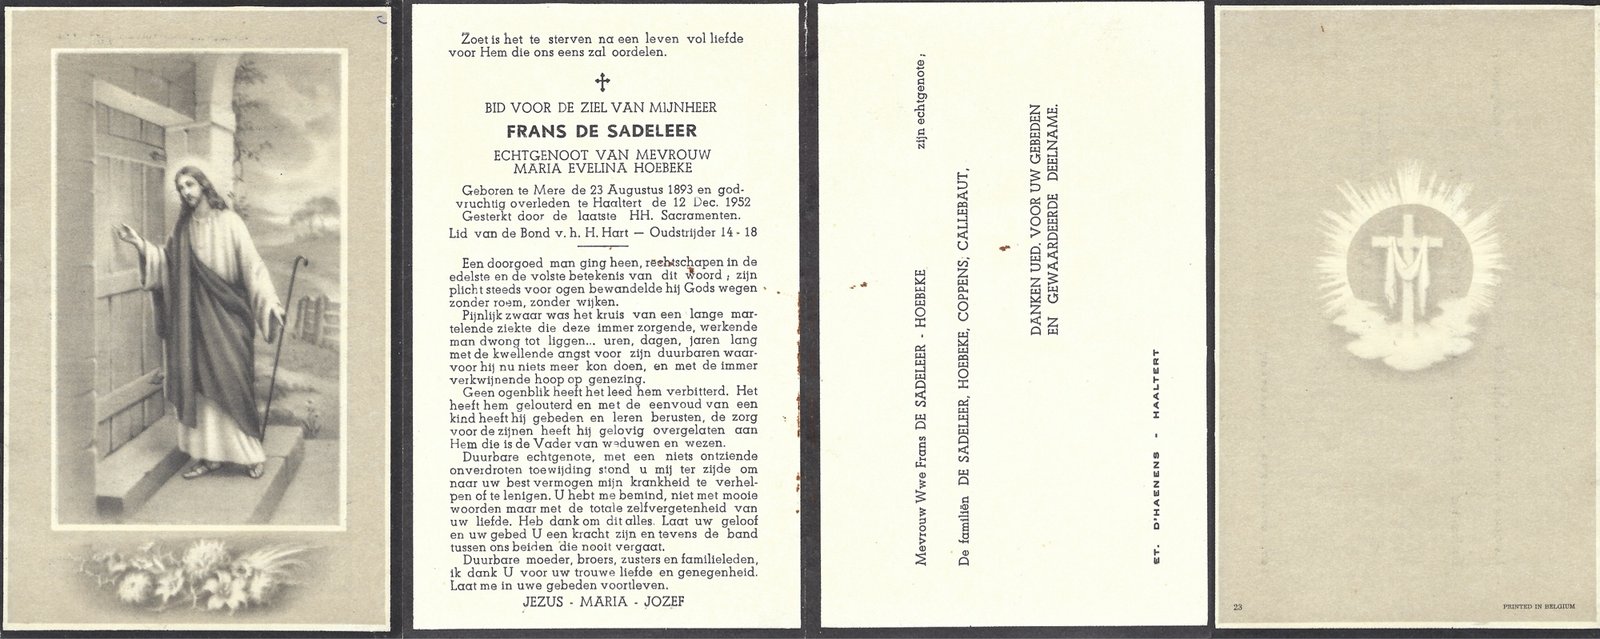 Zoet is het te sterven na een leven vol liefde
voor Hem die ons eens zal oordelen.
BID VOOR DE ZIEL VAN MIJNHEER
FRANS DE SADELEER
ECHTGENOOT VAN MEVROUW
MARIA EVELINA HOEBEKE
Geboren te Mere de 23 Augustus 1893 en god-
vruchtig overleden te Haaltert de 12 Dec. 1952
Gesterkt door de laatste HH. Sacramenten.
Lid van de Bond v. h. H. Hart — Oudstrijder 14 - 18
Een doorgoed man ging heen, rechtschapen in de
edelste en de volste betekenis van dit woord ; zijn
plicht steeds voor ogen bewandelde hij Gods wegen
zonder roem, zonder wijken.
Pijnlijk zwaar was het kruis van een lange mar-
telende ziekte die deze immer zorgende, werkende
man dwong tot liggen... uren, dagen, jaren lang
met de kwellende angst voor zijn duurbaren waar-
voor hij nu niets meer kon doen, en met de immer
verkwijnende hoop op genezing.
Geen ogenblik heeft het leed hem verbitterd. Het
heeft hem gelouterd en met de eenvoud van een
kind heeft hij gebeden en leren berusten, de zorg
voor de zijnen heeft hij gelovig overgelaten aan
Hem die is de Vader van weduwen en wezen.
Duurbare echtgenote, met een niets ontziende
onverdroten toewijding stond u mij ter zijde om
naar uw best vermogen mijn krankheid te verhel-
pen of te lenigen. U hebt me bemind, niet met mooie
woorden maar met de totale zelfvergetenheid van
uw liefde. Heb dank om dit alles. Laat uw geloof
en uw gebed U een kracht zijn en tevens de band
tussen ons beiden die nooit vergaat.
Duurbare moeder, broers, zusters en familieleden,
ik dank U voor uw trouwe liefde en genegenheid.
Laat me in uwe gebeden voortleven.
JEZUS - MARIA - JOZEF
Mevrouw Wwe Frans DE SADELEER - HOEBEKE zijn echtgenote ;
De familiën DE SADELEER, HOEBEKE, COPPENS, CALLEBAUT,
DANKEN UED. VOOR UW GEBEDEN
EN GEWAARDEERDE DEELNAME.
ET. D'HAENENS - HAALTERT
23
PRINTED IN BELGIUM